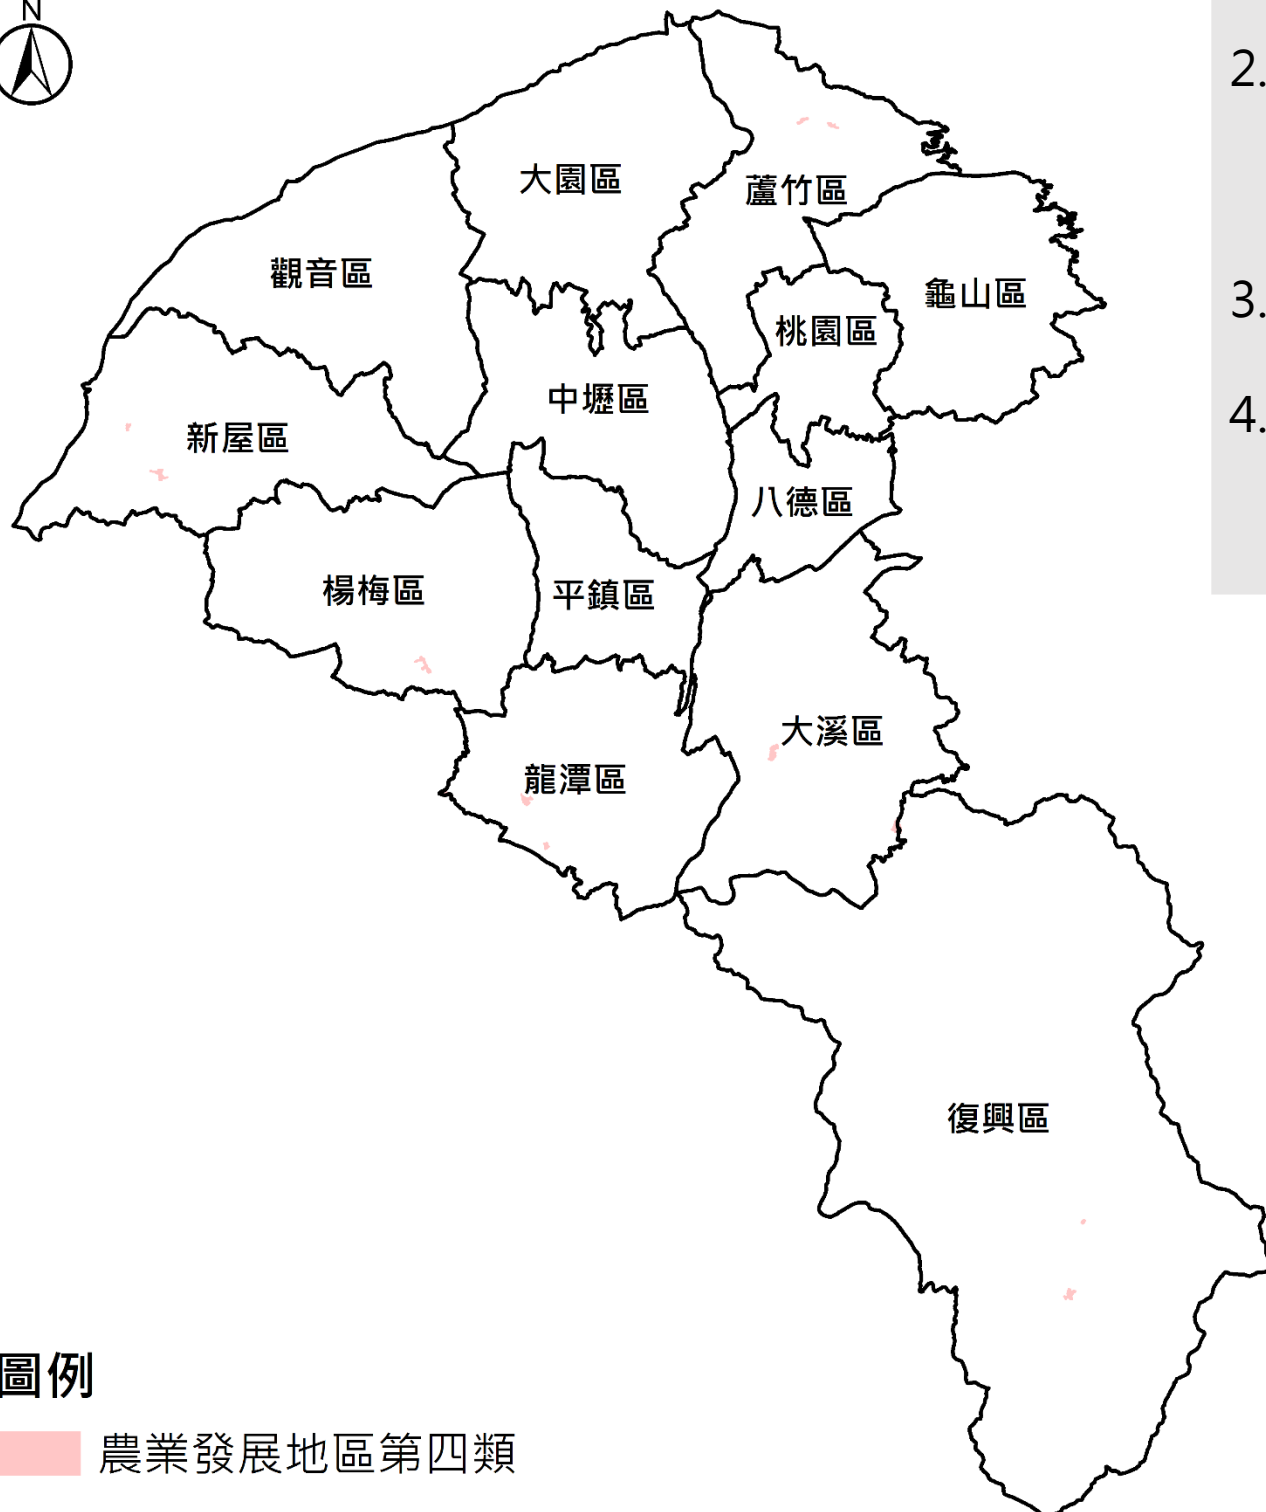 N
2.
大園區
蘆竹區
觀音區
龜山區
3.
桃園區
中壢區
4.
新屋區
八德區
楊梅區
平鎮區
大溪區
龍潭區
復興區
圖例
農業發展地區第四類